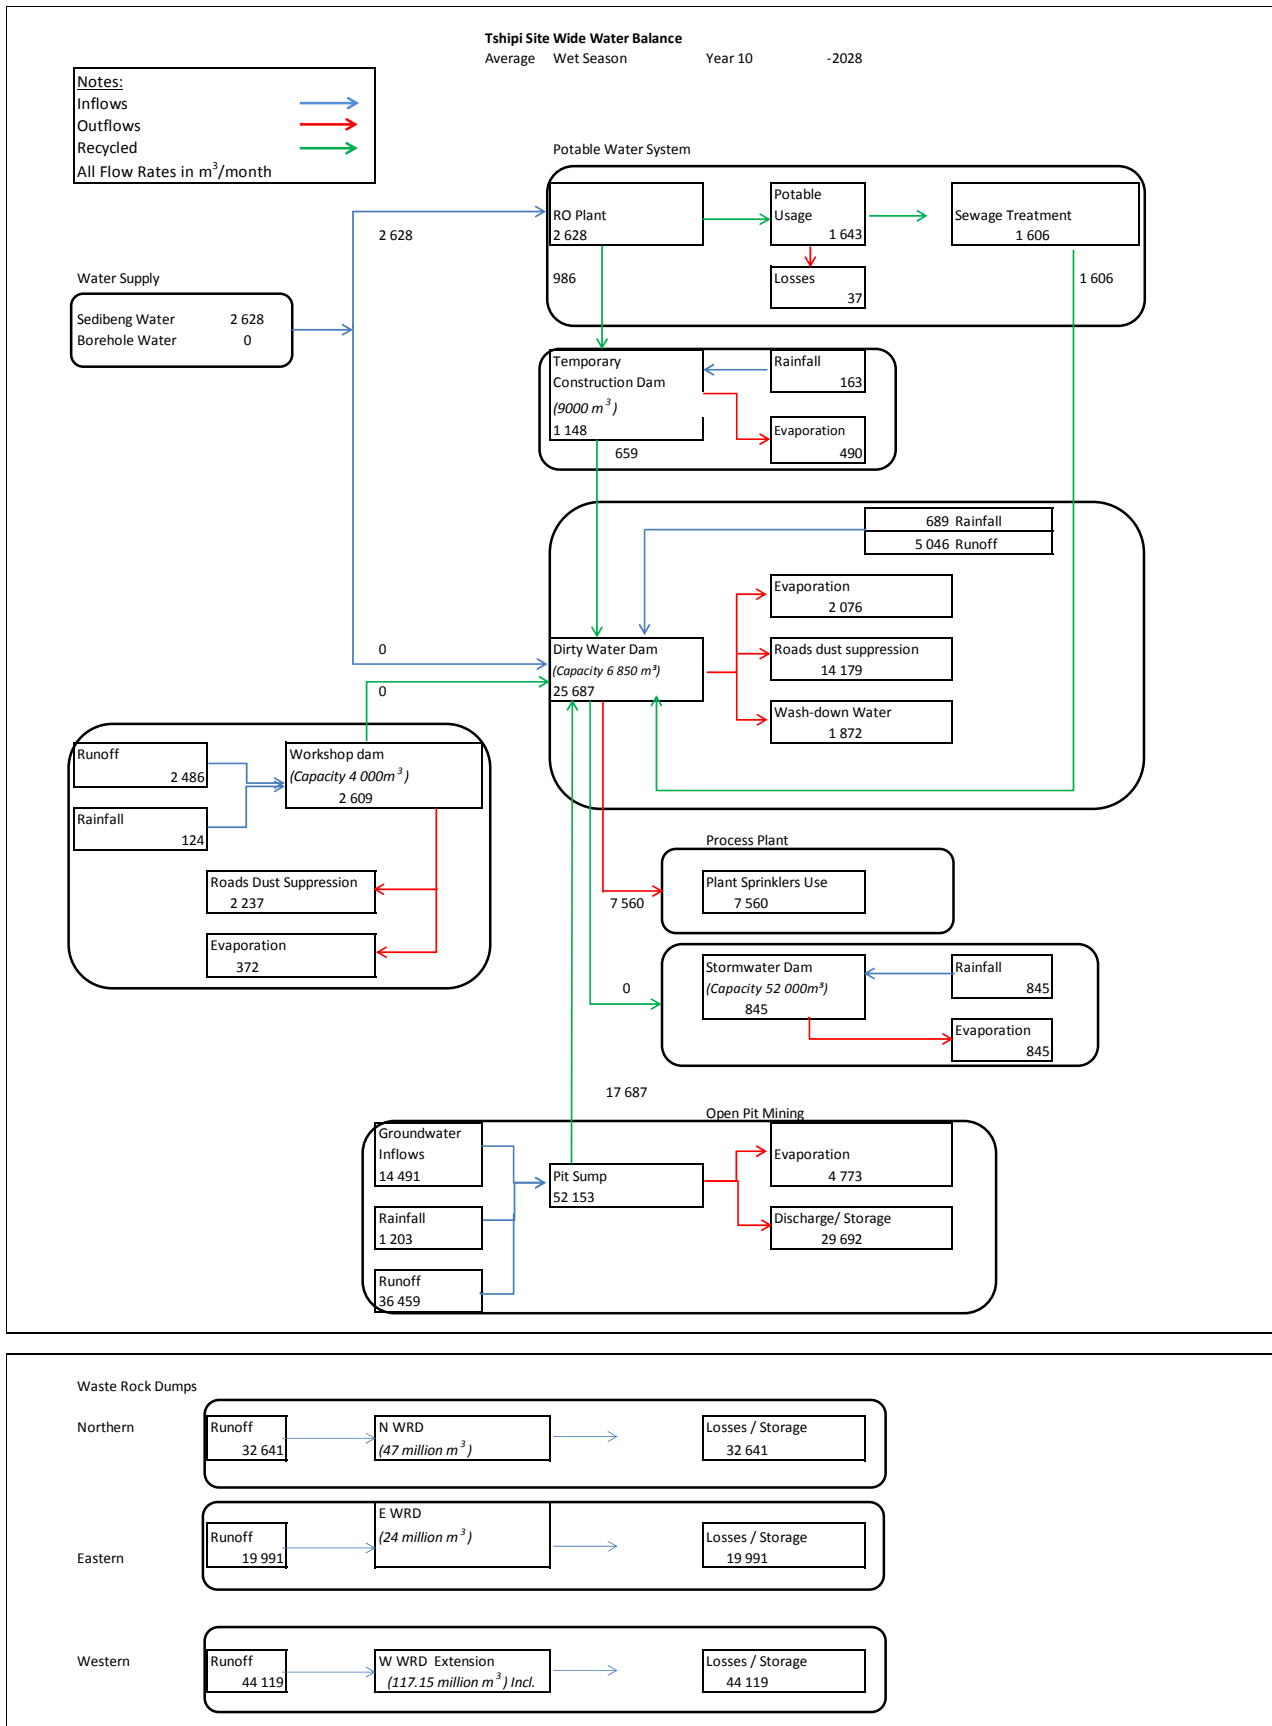 Tshipi Site Wide Water Balance
Average Wet Season Year 10 -2028
Notes:
Inflows
Outflows
Recycled
All Flow Rates in m³/month
Potable Water System
RO Plant
2 628
Potable
Usage
1 643
Sewage Treatment
1 606
2 628
986
Losses
37
1 606
Water Supply
Sedibeng Water 2 628
Borehole Water 0
Temporary
Construction Dam
(9000 m³)
1 148
Rainfall
163
Evaporation
490
659
689 Rainfall
5 046 Runoff
Evaporation
2 076
Roads dust suppression
14 179
Wash-down Water
1 872
0
Dirty Water Dam
(Capacity 6 850 m³)
25 687
0
Runoff
2 486
Workshop dam
(Capacity 4 000m³)
2 609
Rainfall
124
Roads Dust Suppression
2 237
Evaporation
372
Process Plant
Plant Sprinklers Use
7 560
7 560
Stormwater Dam
(Capacity 52 000m³)
845
0
Rainfall
845
Evaporation
845
17 687
Open Pit Mining
Groundwater
Inflows
14 491
Pit Sump
52 153
Evaporation
4 773
Rainfall
1 203
Discharge/ Storage
29 692
Runoff
36 459
Waste Rock Dumps
Northern
Runoff
32 641
N WRD
(47 million m³)
Losses / Storage
32 641
Eastern
Runoff
19 991
E WRD
(24 million m³)
Losses / Storage
19 991
Western
Runoff
44 119
W WRD Extension
(117.15 million m³) Incl.
Losses / Storage
44 119